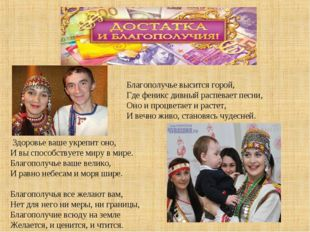 ДОСТАТКА
И БЛАГОПОЛУЧИЯ!
Благополучье высится горой,
Где феникс дивный распевает песни,
Оно и процветает и растет,
И вечно живо, становясь чудесней.
Здоровье ваше укрепит оно,
И вы способствуете миру в мире.
Благополучье ваше велико,
И равно небесам и моря шире.
Благополучья все желают вам,
Нет для него ни меры, ни границы,
Благополучие всюду на земле
Желается, и ценится, и чтится.